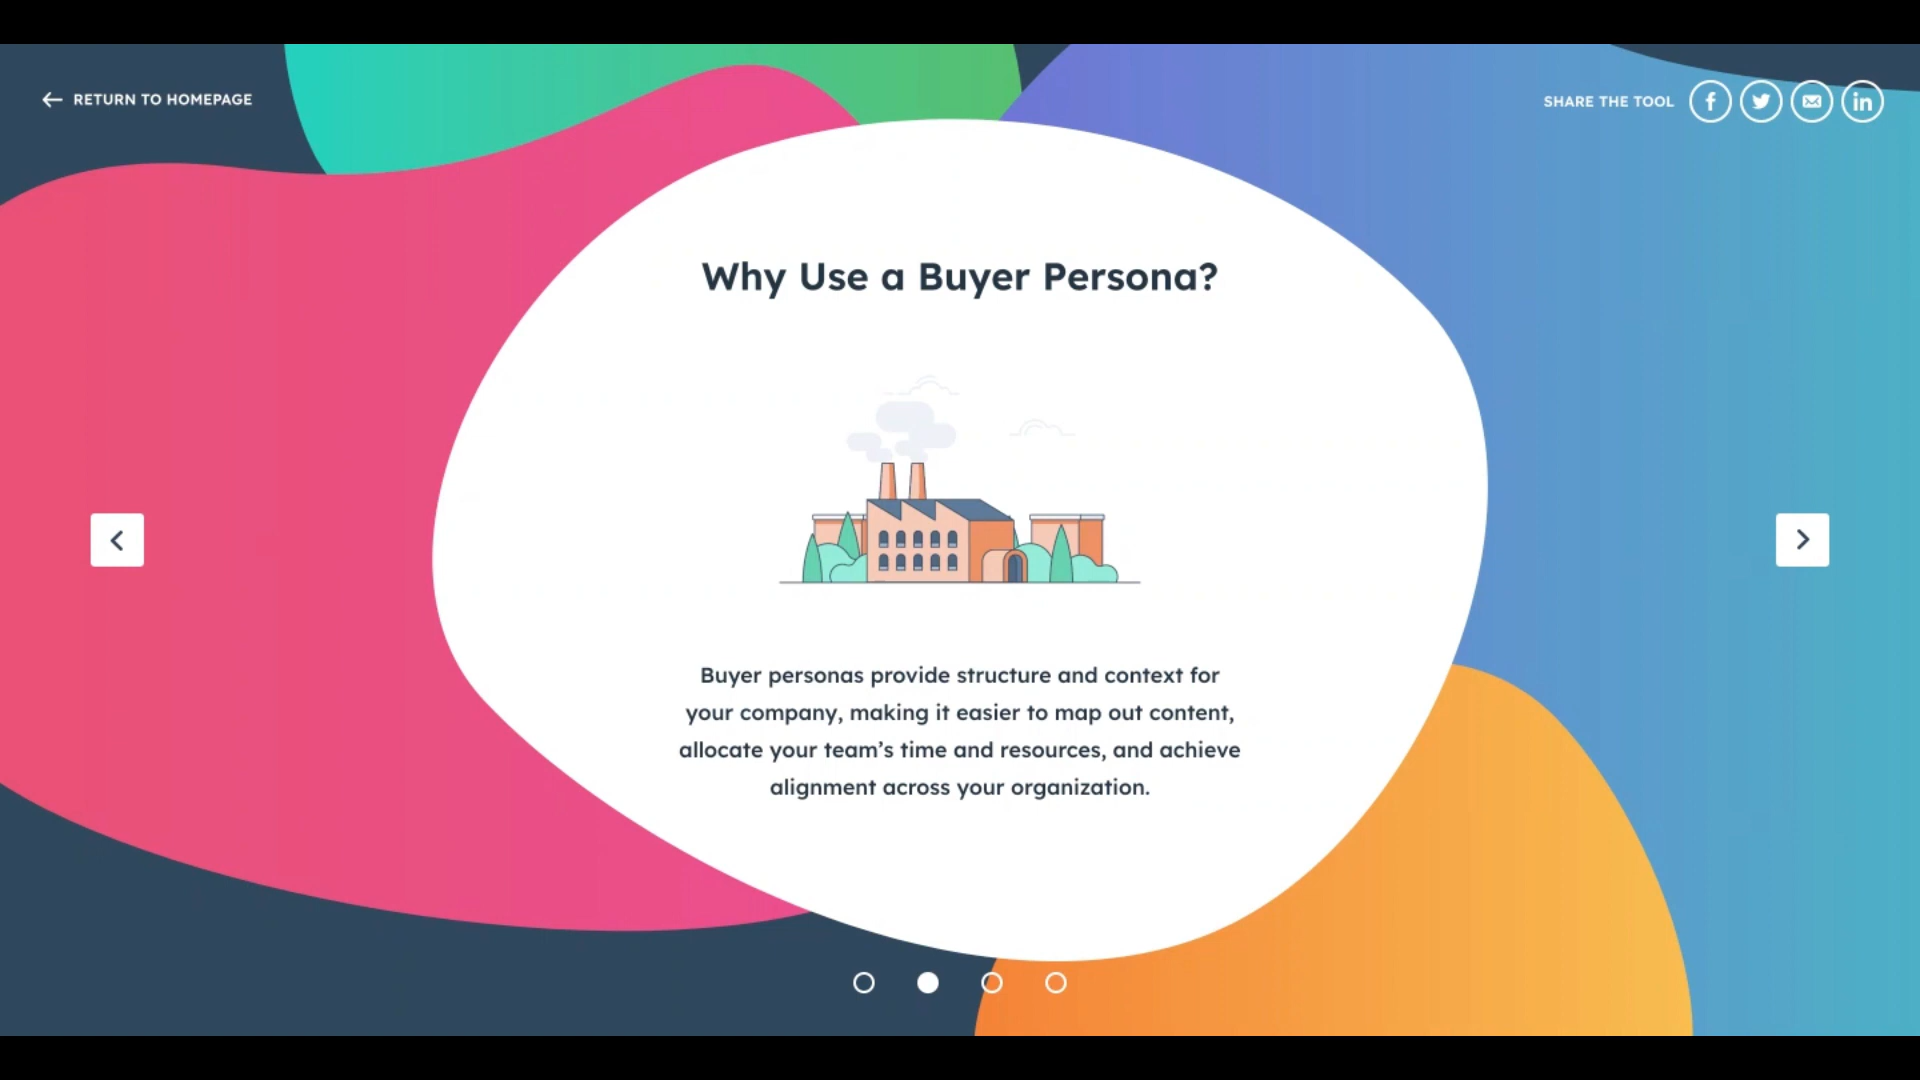 RETURN TO HOMEPAGE
SHARE THE TOOL
Why Use a Buyer Persona?
Buyer personas provide structure and context for
your company, making it easier to map out content,
allocate your team’s time and resources, and achieve
alignment across your organization.